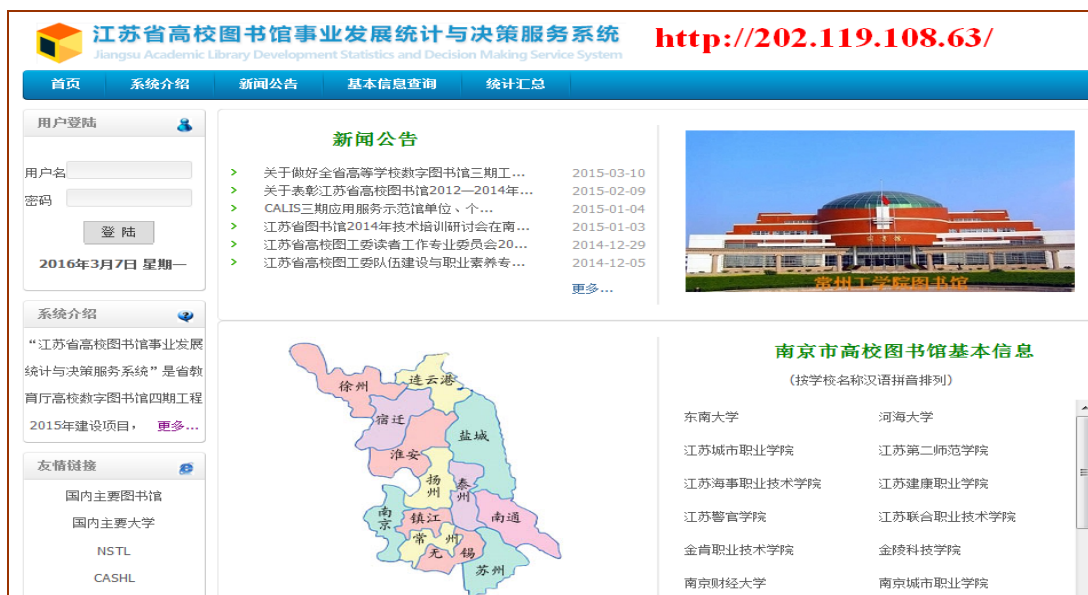 江苏省高校图书馆事业发展统计与决策服务系统
Jiangsu Academic Library Development Statistics and Decision Making Service System
http://202.119.108.63/
首页 系统介绍 新闻公告 基本信息查询 统计汇总
用户登陆
用户名
密码
登 陆
2016年3月7日 星期一
系统介绍
“江苏省高校图书馆事业发展
统计与决策服务系统”是省教
育厅高校数字图书馆四期工程
2015年建设项目， 更多...
友情链接
国内主要图书馆
国内主要大学
NSTL
CASHL
新闻公告
关于做好全省高等学校数字图书馆三期工... 2015-03-10
关于表彰江苏省高校图书馆2012—2014年... 2015-02-09
CALIS三期应用服务示范馆单位、个... 2015-01-04
江苏省图书馆2014年技术培训研讨会在南... 2015-01-03
江苏省高校图工委读者工作专业委员会20... 2014-12-29
江苏省高校图工委队伍建设与职业素养专... 2014-12-05
更多...
常州工学院图书馆
徐州
连云港
宿迁
盐城
淮安
扬州
泰州
南京
镇江
南通
常州
无锡
苏州
南京市高校图书馆基本信息
(按学校名称汉语拼音排列)
东南大学 河海大学
江苏城市职业学院 江苏第二师范学院
江苏海事职业技术学院 江苏建康职业学院
江苏警官学院 江苏联合职业技术学院
金肯职业技术学院 金陵科技学院
南京财经大学 南京城市职业学院